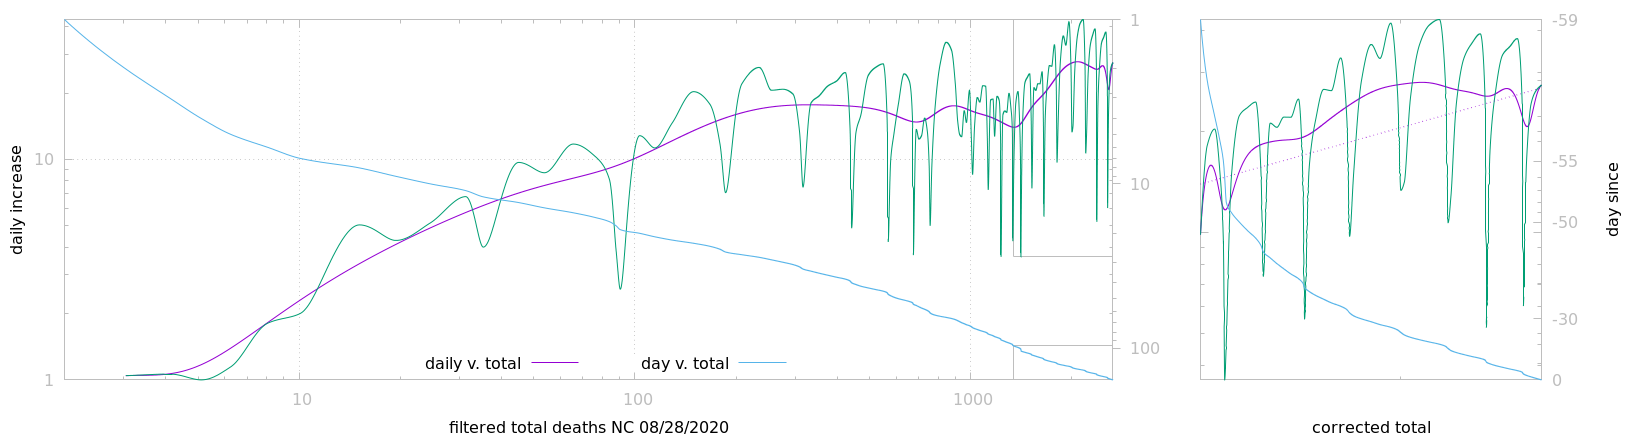 daily increase
10
1
daily v. total
day v. total
10
100
1000
1
10
100
filtered total deaths NC 08/28/2020
-59
-55
-50
-30
0
day since
corrected total